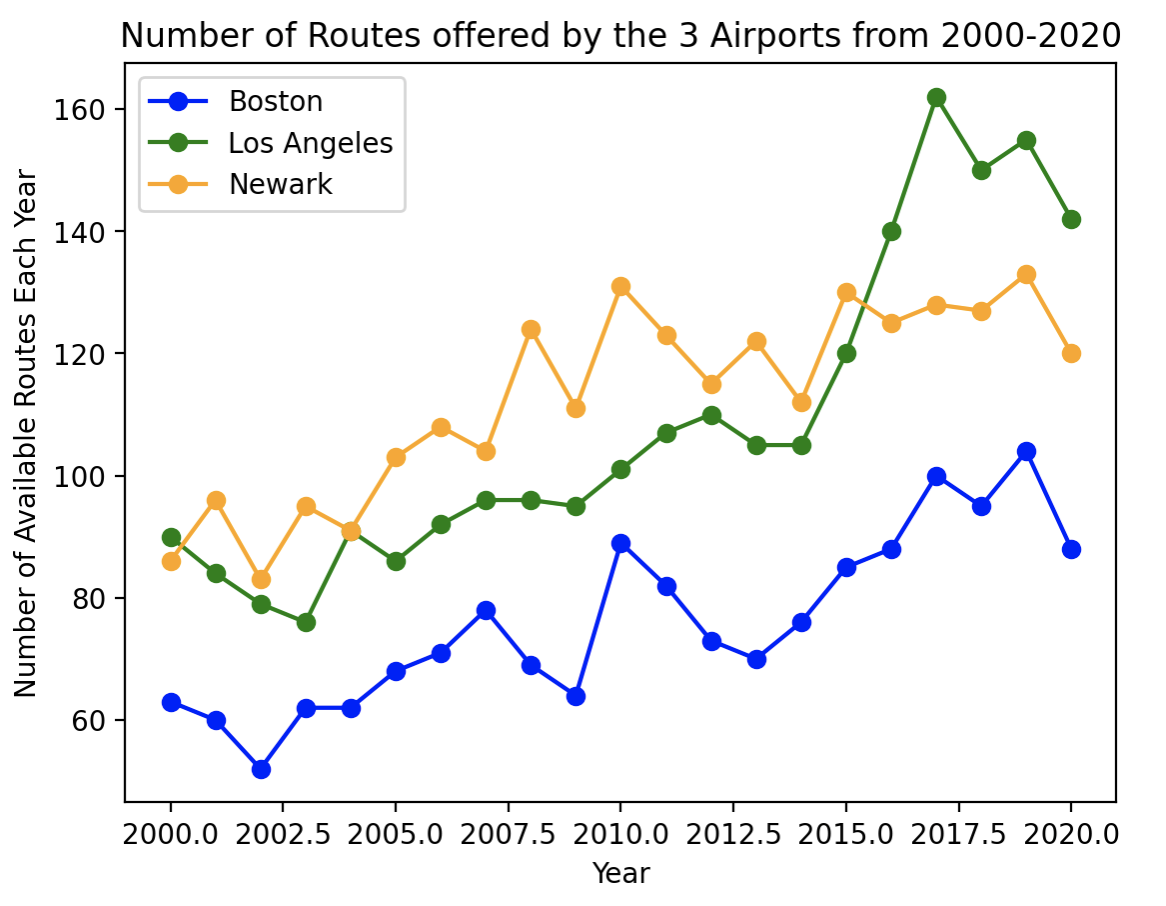 Number of Routes offered by the 3 Airports from 2000-2020
Boston
Los Angeles
Newark
Number of Available Routes Each Year
160
140
120
100
80
60
2000.0 2002.5 2005.0 2007.5 2010.0 2012.5 2015.0 2017.5 2020.0
Year